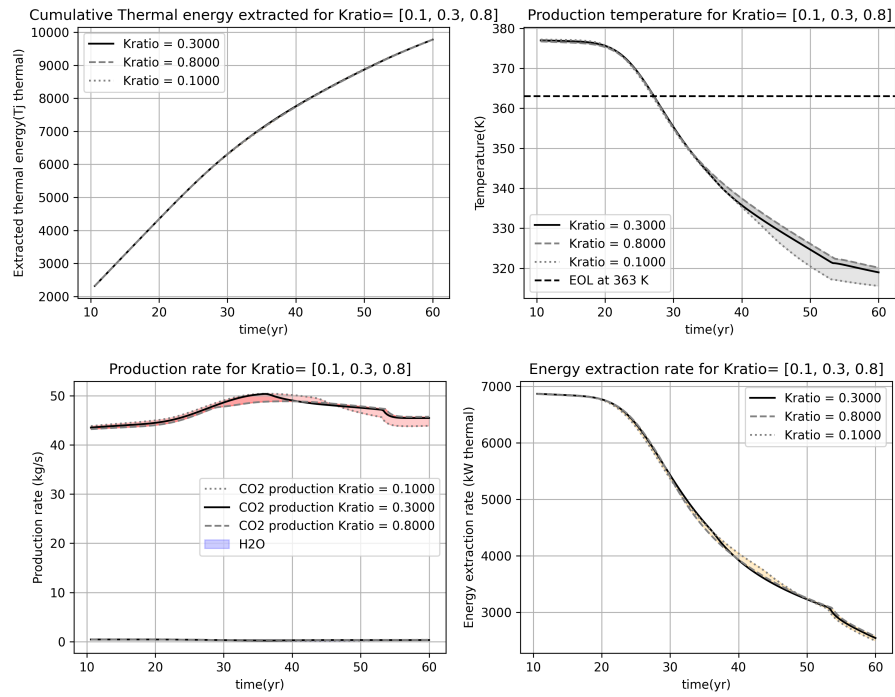 Cumulative Thermal energy extracted for Kratio= [0.1, 0.3, 0.8]
10000
9000
8000
7000
6000
5000
4000
3000
2000
Extracted thermal energy(Tj thermal)
Kratio = 0.3000
Kratio = 0.8000
Kratio = 0.1000
10 20 30 40 50 60
time(yr)
Production temperature for Kratio= [0.1, 0.3, 0.8]
380
370
360
350
340
330
320
Temperature(K)
Kratio = 0.3000
Kratio = 0.8000
Kratio = 0.1000
EOL at 363 K
10 20 30 40 50 60
time(yr)
Production rate for Kratio= [0.1, 0.3, 0.8]
50
40
30
20
10
0
Production rate (kg/s)
CO2 production Kratio = 0.1000
CO2 production Kratio = 0.3000
CO2 production Kratio = 0.8000
H2O
10 20 30 40 50 60
time(yr)
Energy extraction rate for Kratio= [0.1, 0.3, 0.8]
7000
6000
5000
4000
3000
Energy extraction rate (kW thermal)
Kratio = 0.3000
Kratio = 0.8000
Kratio = 0.1000
10 20 30 40 50 60
time(yr)